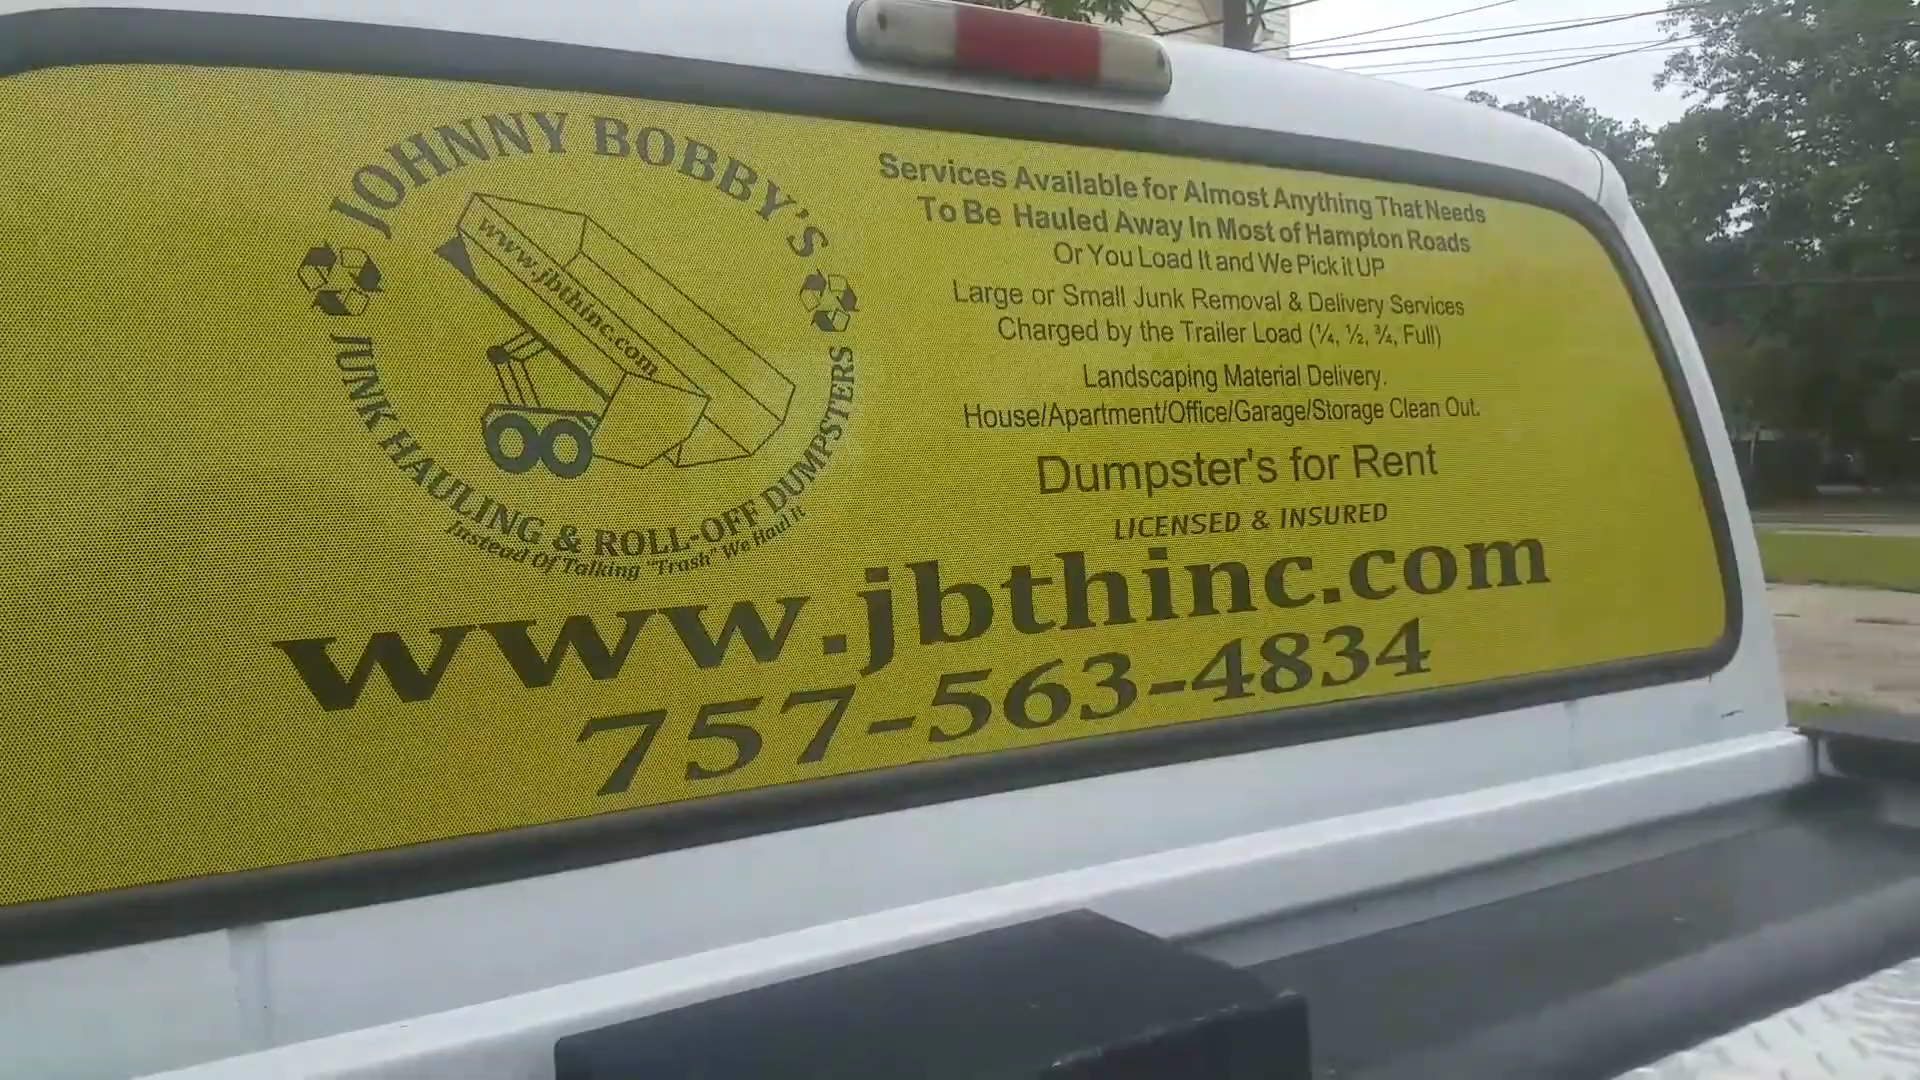 JOHNNY BOBBY'S
www.jbthinc.com
JUNK HAULING & ROLL-OFF DUMPSTERS
Instead Of Talking "Trash" We Haul It
Services Available for Almost Anything That Needs
To Be Hauled Away In Most of Hampton Roads
Or You Load It and We Pick it UP
Large or Small Junk Removal & Delivery Services
Charged by the Trailer Load (¼, ½, ¾, Full)
Landscaping Material Delivery.
House/Apartment/Office/Garage/Storage Clean Out.
Dumpster's for Rent
LICENSED & INSURED
www.jbthinc.com
757-563-4834